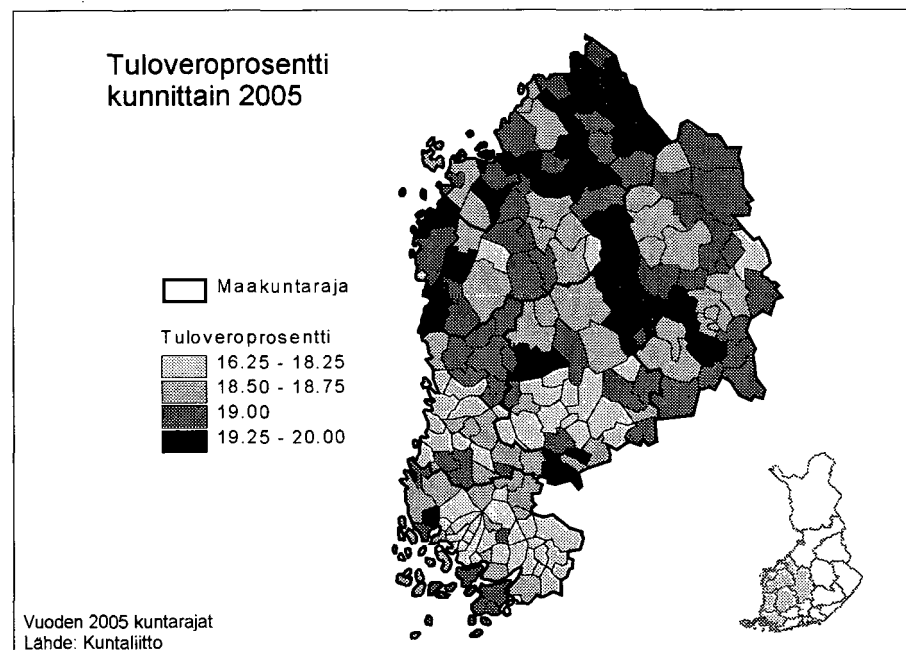 Tuloveroprosentti
kunnittain 2005
Maakuntaraja
Tuloveroprosentti
16.25 - 18.25
18.50 - 18.75
19.00
19.25 - 20.00
Vuoden 2005 kuntarajat
Lähde: Kuntaliitto